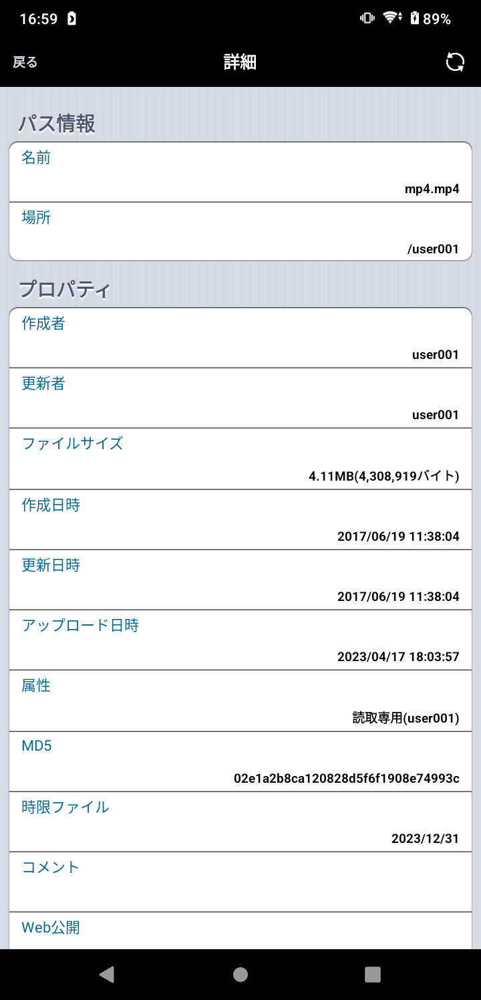 16:59 89%
戻る 詳細
パス情報
名前
mp4.mp4
場所
/user001
プロパティ
作成者
user001
更新者
user001
ファイルサイズ
4.11MB(4,308,919バイト)
作成日時
2017/06/19 11:38:04
更新日時
2017/06/19 11:38:04
アップロード日時
2023/04/17 18:03:57
属性
読取専用(user001)
MD5
02e1a2b8ca120828d5f6f1908e74993c
時限ファイル
2023/12/31
コメント
Web公開